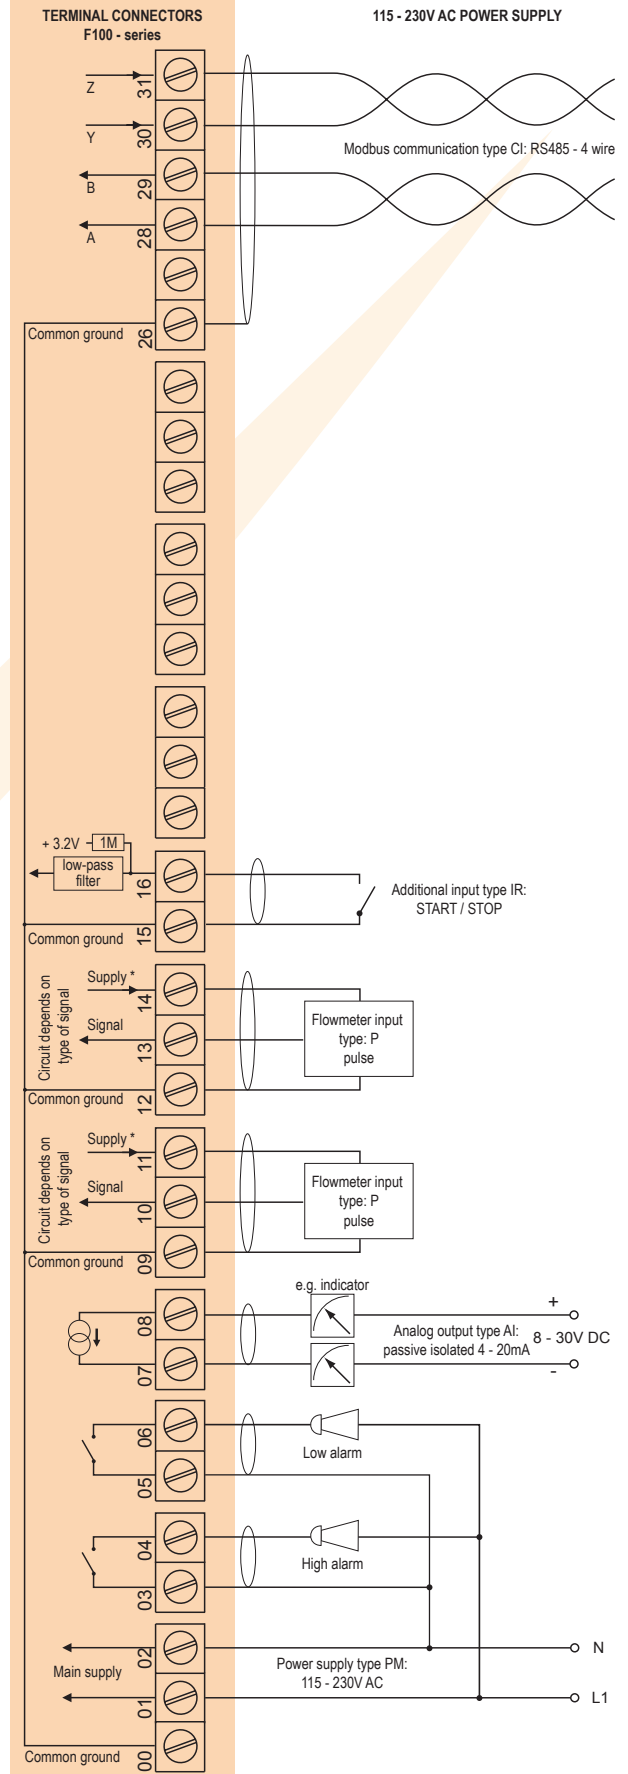 TERMINAL CONNECTORS
F100 - series
115 - 230V AC POWER SUPPLY
Z
31
Y
30
Modbus communication type CI: RS485 - 4 wire
B
29
A
28
Common ground
26
+ 3.2V
1M
low-pass
filter
16
Additional input type IR:
START / STOP
Common ground
15
Circuit depends on
type of signal
Supply *
14
Signal
13
Flowmeter input
type: P
pulse
Common ground
12
Circuit depends on
type of signal
Supply *
11
Signal
10
Flowmeter input
type: P
pulse
Common ground
09
e.g. indicator
08
+
Analog output type AI:
passive isolated 4 - 20mA
8 - 30V DC
07
-
06
Low alarm
05
04
High alarm
03
02
N
Main supply
Power supply type PM:
115 - 230V AC
01
L1
Common ground
00